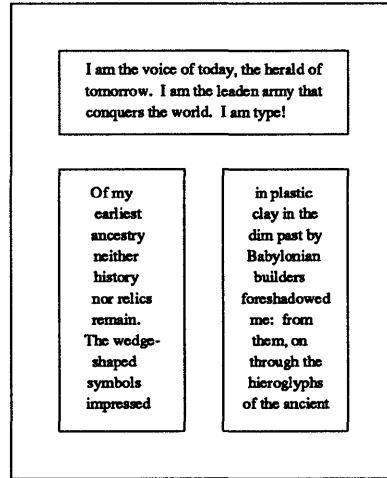 I am the voice of today, the herald of
tomorrow. I am the leaden army that
conquers the world. I am type!
Of my
earliest
ancestry
neither
history
nor relics
remain.
The wedge-
shaped
symbols
impressed
in plastic
clay in the
dim past by
Babylonian
builders
foreshadowed
me: from
them, on
through the
hieroglyphs
of the ancient